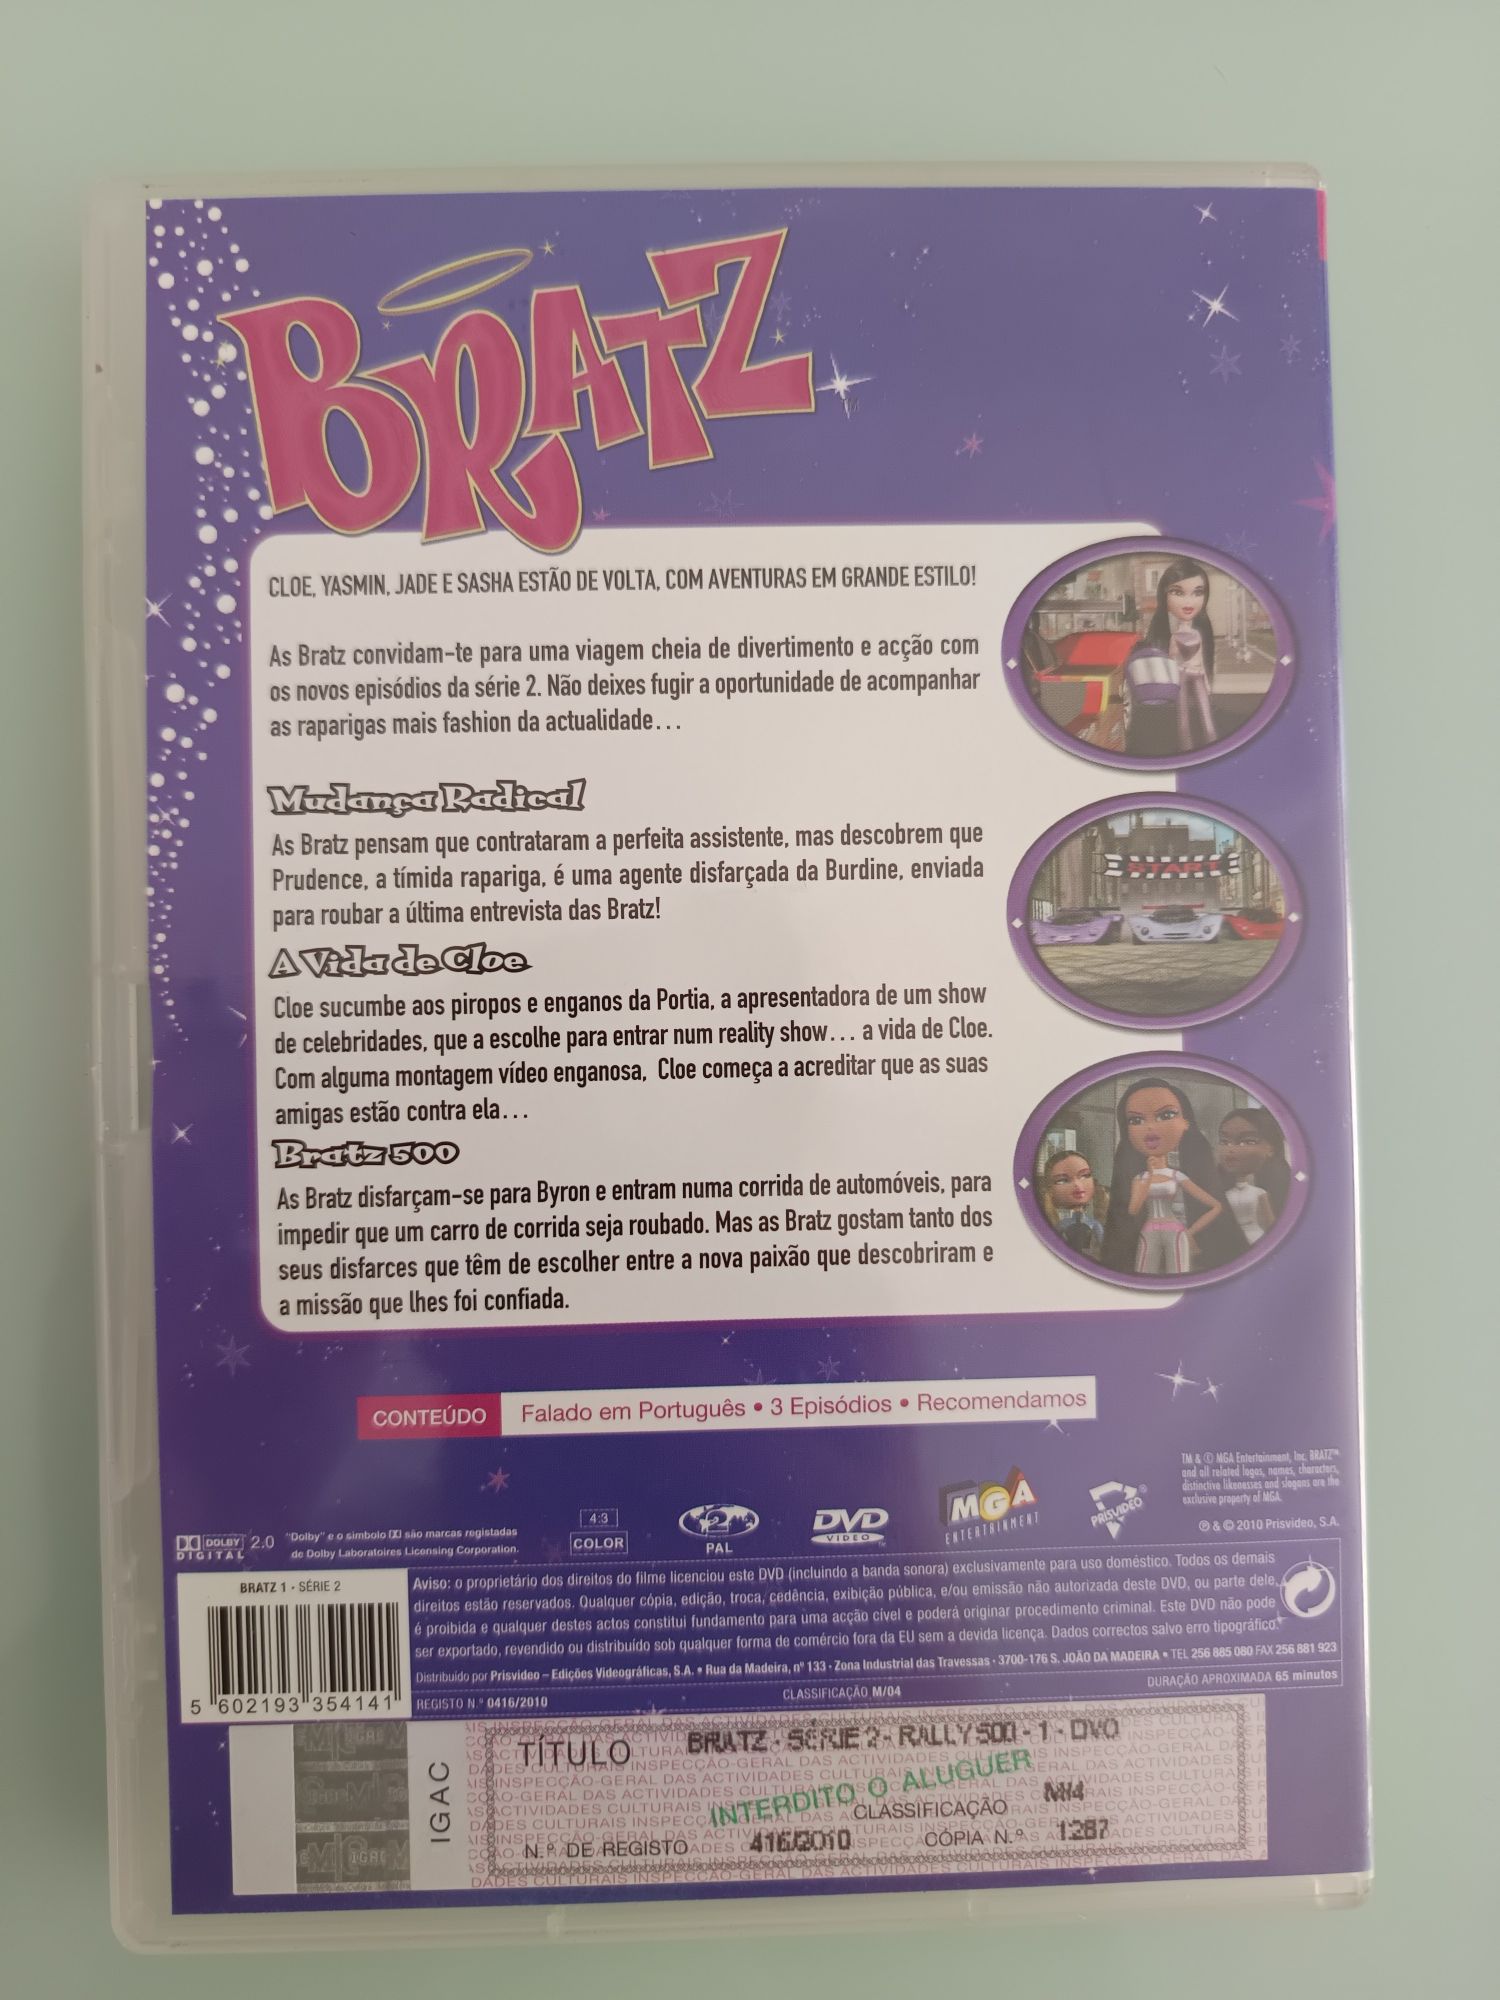 BRATZ
CLOE, YASMIN, JADE E SASHA ESTÃO DE VOLTA, COM AVENTURAS EM GRANDE ESTILO!
As Bratz convidam-te para uma viagem cheia de divertimento e acção com
os novos episódios da série 2. Não deixes fugir a oportunidade de acompanhar
as raparigas mais fashion da actualidade...
Mudança Radical
As Bratz pensam que contrataram a perfeita assistente, mas descobrem que
Prudence, a tímida rapariga, é uma agente disfarçada da Burdine, enviada
para roubar a última entrevista das Bratz!
A Vida de Cloe
Cloe sucumbe aos piropos e enganos da Portia, a apresentadora de um show
de celebridades, que a escolhe para entrar num reality show... a vida de Cloe.
Com alguma montagem vídeo enganosa, Cloe começa a acreditar que as suas
amigas estão contra ela...
Bratz 500
As Bratz disfarçam-se para Byron e entram numa corrida de automóveis, para
impedir que um carro de corrida seja roubado. Mas as Bratz gostam tanto dos
seus disfarces que têm de escolher entre a nova paixão que descobriram e
a missão que lhes foi confiada.
START
CONTEÚDO Falado em Português • 3 Episódios • Recomendamos
TM & © MGA Entertainment, Inc. BRATZ™
and all related logos, names, characters,
distinctive likenesses and slogans are the
exclusive property of MGA.
℗ & © 2010 Prisvideo, S.A.
DOLBY DIGITAL 2.0
"Dolby" e o símbolo DD são marcas registadas
de Dolby Laboratoires Licensing Corporation.
4:3
COLOR
2
PAL
DVD VIDEO
MGA ENTERTAINMENT
PRISVIDEO®
BRATZ 1 - SÉRIE 2
5 602193 354141
Aviso: o proprietário dos direitos do filme licenciou este DVD (incluindo a banda sonora) exclusivamente para uso doméstico. Todos os demais
direitos estão reservados. Qualquer cópia, edição, troca, cedência, exibição pública, e/ou emissão não autorizada deste DVD, ou parte dele,
é proibida e qualquer destes actos constitui fundamento para uma acção cível e poderá originar procedimento criminal. Este DVD não pode
ser exportado, revendido ou distribuído sob qualquer forma de comércio fora da EU sem a devida licença. Dados correctos salvo erro tipográfico.
Distribuído por Prisvideo – Edições Videográficas, S.A. • Rua da Madeira, nº 133 - Zona Industrial das Travessas - 3700-176 S. JOÃO DA MADEIRA • TEL 256 885 080 FAX 256 881 923
REGISTO N.º 0416/2010 CLASSIFICAÇÃO M/04 DURAÇÃO APROXIMADA 65 minutos
IGAC
TÍTULO BRATZ - SÉRIE 2 - RALLY 500 - 1 - DVD
INTERDITO O ALUGUER
CLASSIFICAÇÃO M/4
N.º DE REGISTO 416/2010 CÓPIA N.º 1287